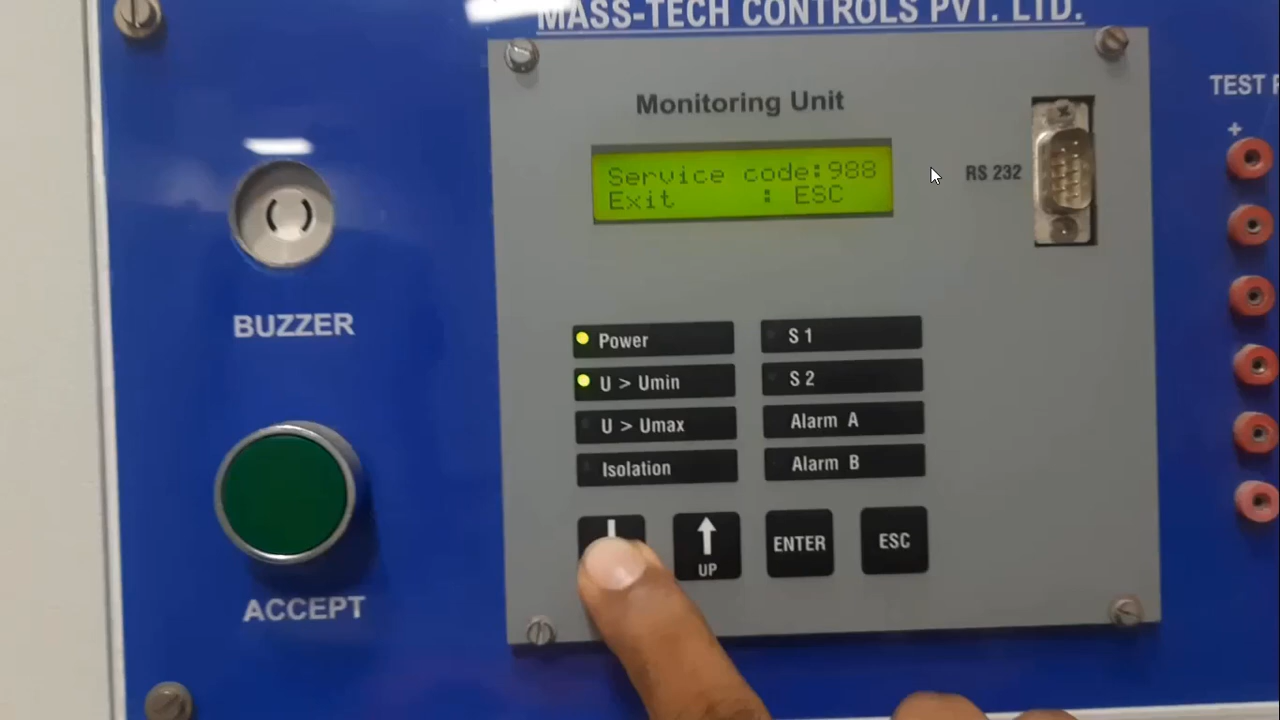 MASS-TECH CONTROLS PVT. LTD.
Monitoring Unit
TEST
+
Service code:988
Exit : ESC
RS 232
BUZZER
Power
S 1
U > Umin
S 2
U > Umax
Alarm A
Isolation
Alarm B
UP
ENTER
ESC
ACCEPT